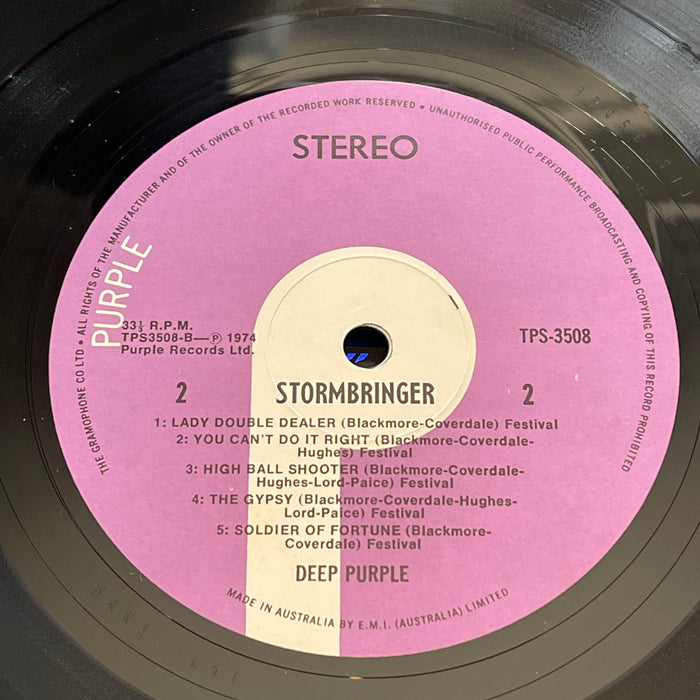 THE GRAMOPHONE CO LTD • ALL RIGHTS OF THE MANUFACTURER AND OF THE OWNER OF THE RECORDED WORK RESERVED • UNAUTHORISED PUBLIC PERFORMANCE BROADCASTING AND COPYING OF THIS RECORD PROHIBITED
STEREO
PURPLE
33⅓ R.P.M.
TPS3508-B—Ⓟ 1974
Purple Records Ltd.
TPS-3508
2 STORMBRINGER 2
1: LADY DOUBLE DEALER (Blackmore-Coverdale) Festival
2: YOU CAN'T DO IT RIGHT (Blackmore-Coverdale-
Hughes) Festival
3: HIGH BALL SHOOTER (Blackmore-Coverdale-
Hughes-Lord-Paice) Festival
4: THE GYPSY (Blackmore-Coverdale-Hughes-
Lord-Paice) Festival
5: SOLDIER OF FORTUNE (Blackmore-
Coverdale) Festival
DEEP PURPLE
MADE IN AUSTRALIA BY E.M.I. (AUSTRALIA) LIMITED